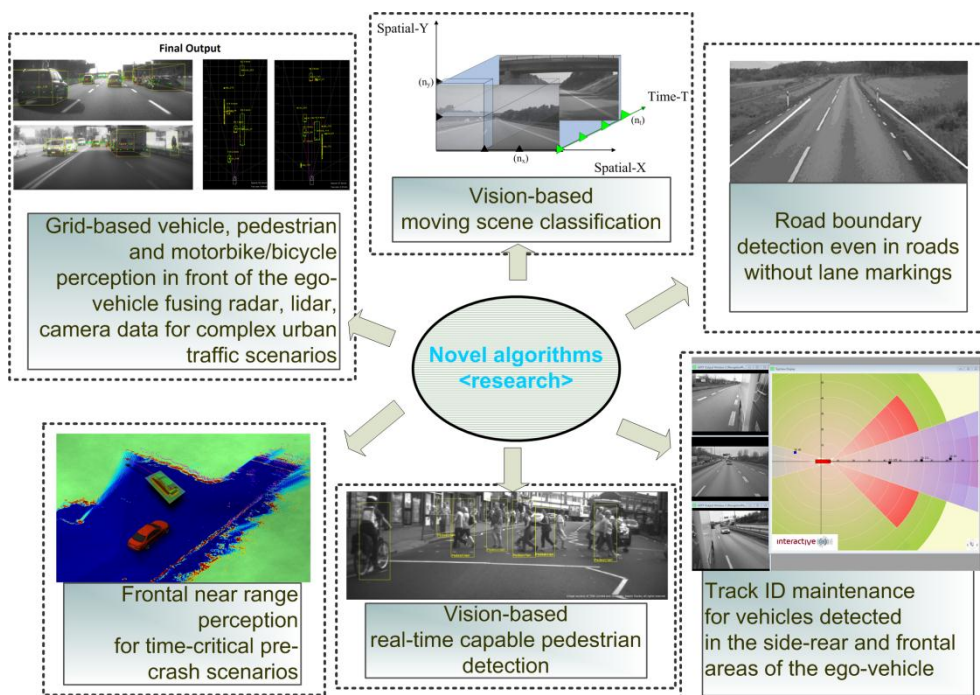 Final Output
Grid-based vehicle, pedestrian
and motorbike/bicycle
perception in front of the ego-
vehicle fusing radar, lidar,
camera data for complex urban
traffic scenarios
Spatial-Y
(ny)
Time-T
(nt)
(nx)
Spatial-X
Vision-based
moving scene classification
Road boundary
detection even in roads
without lane markings
Novel algorithms
<research>
Frontal near range
perception
for time-critical pre-
crash scenarios
Vision-based
real-time capable pedestrian
detection
interactive
Track ID maintenance
for vehicles detected
in the side-rear and frontal
areas of the ego-vehicle